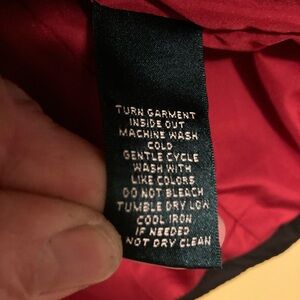 TURN GARMENT
INSIDE OUT
MACHINE WASH
COLD
GENTLE CYCLE
WASH WITH
LIKE COLORS
DO NOT BLEACH
TUMBLE DRY LOW
COOL IRON
IF NEEDED
NOT DRY CLEAN